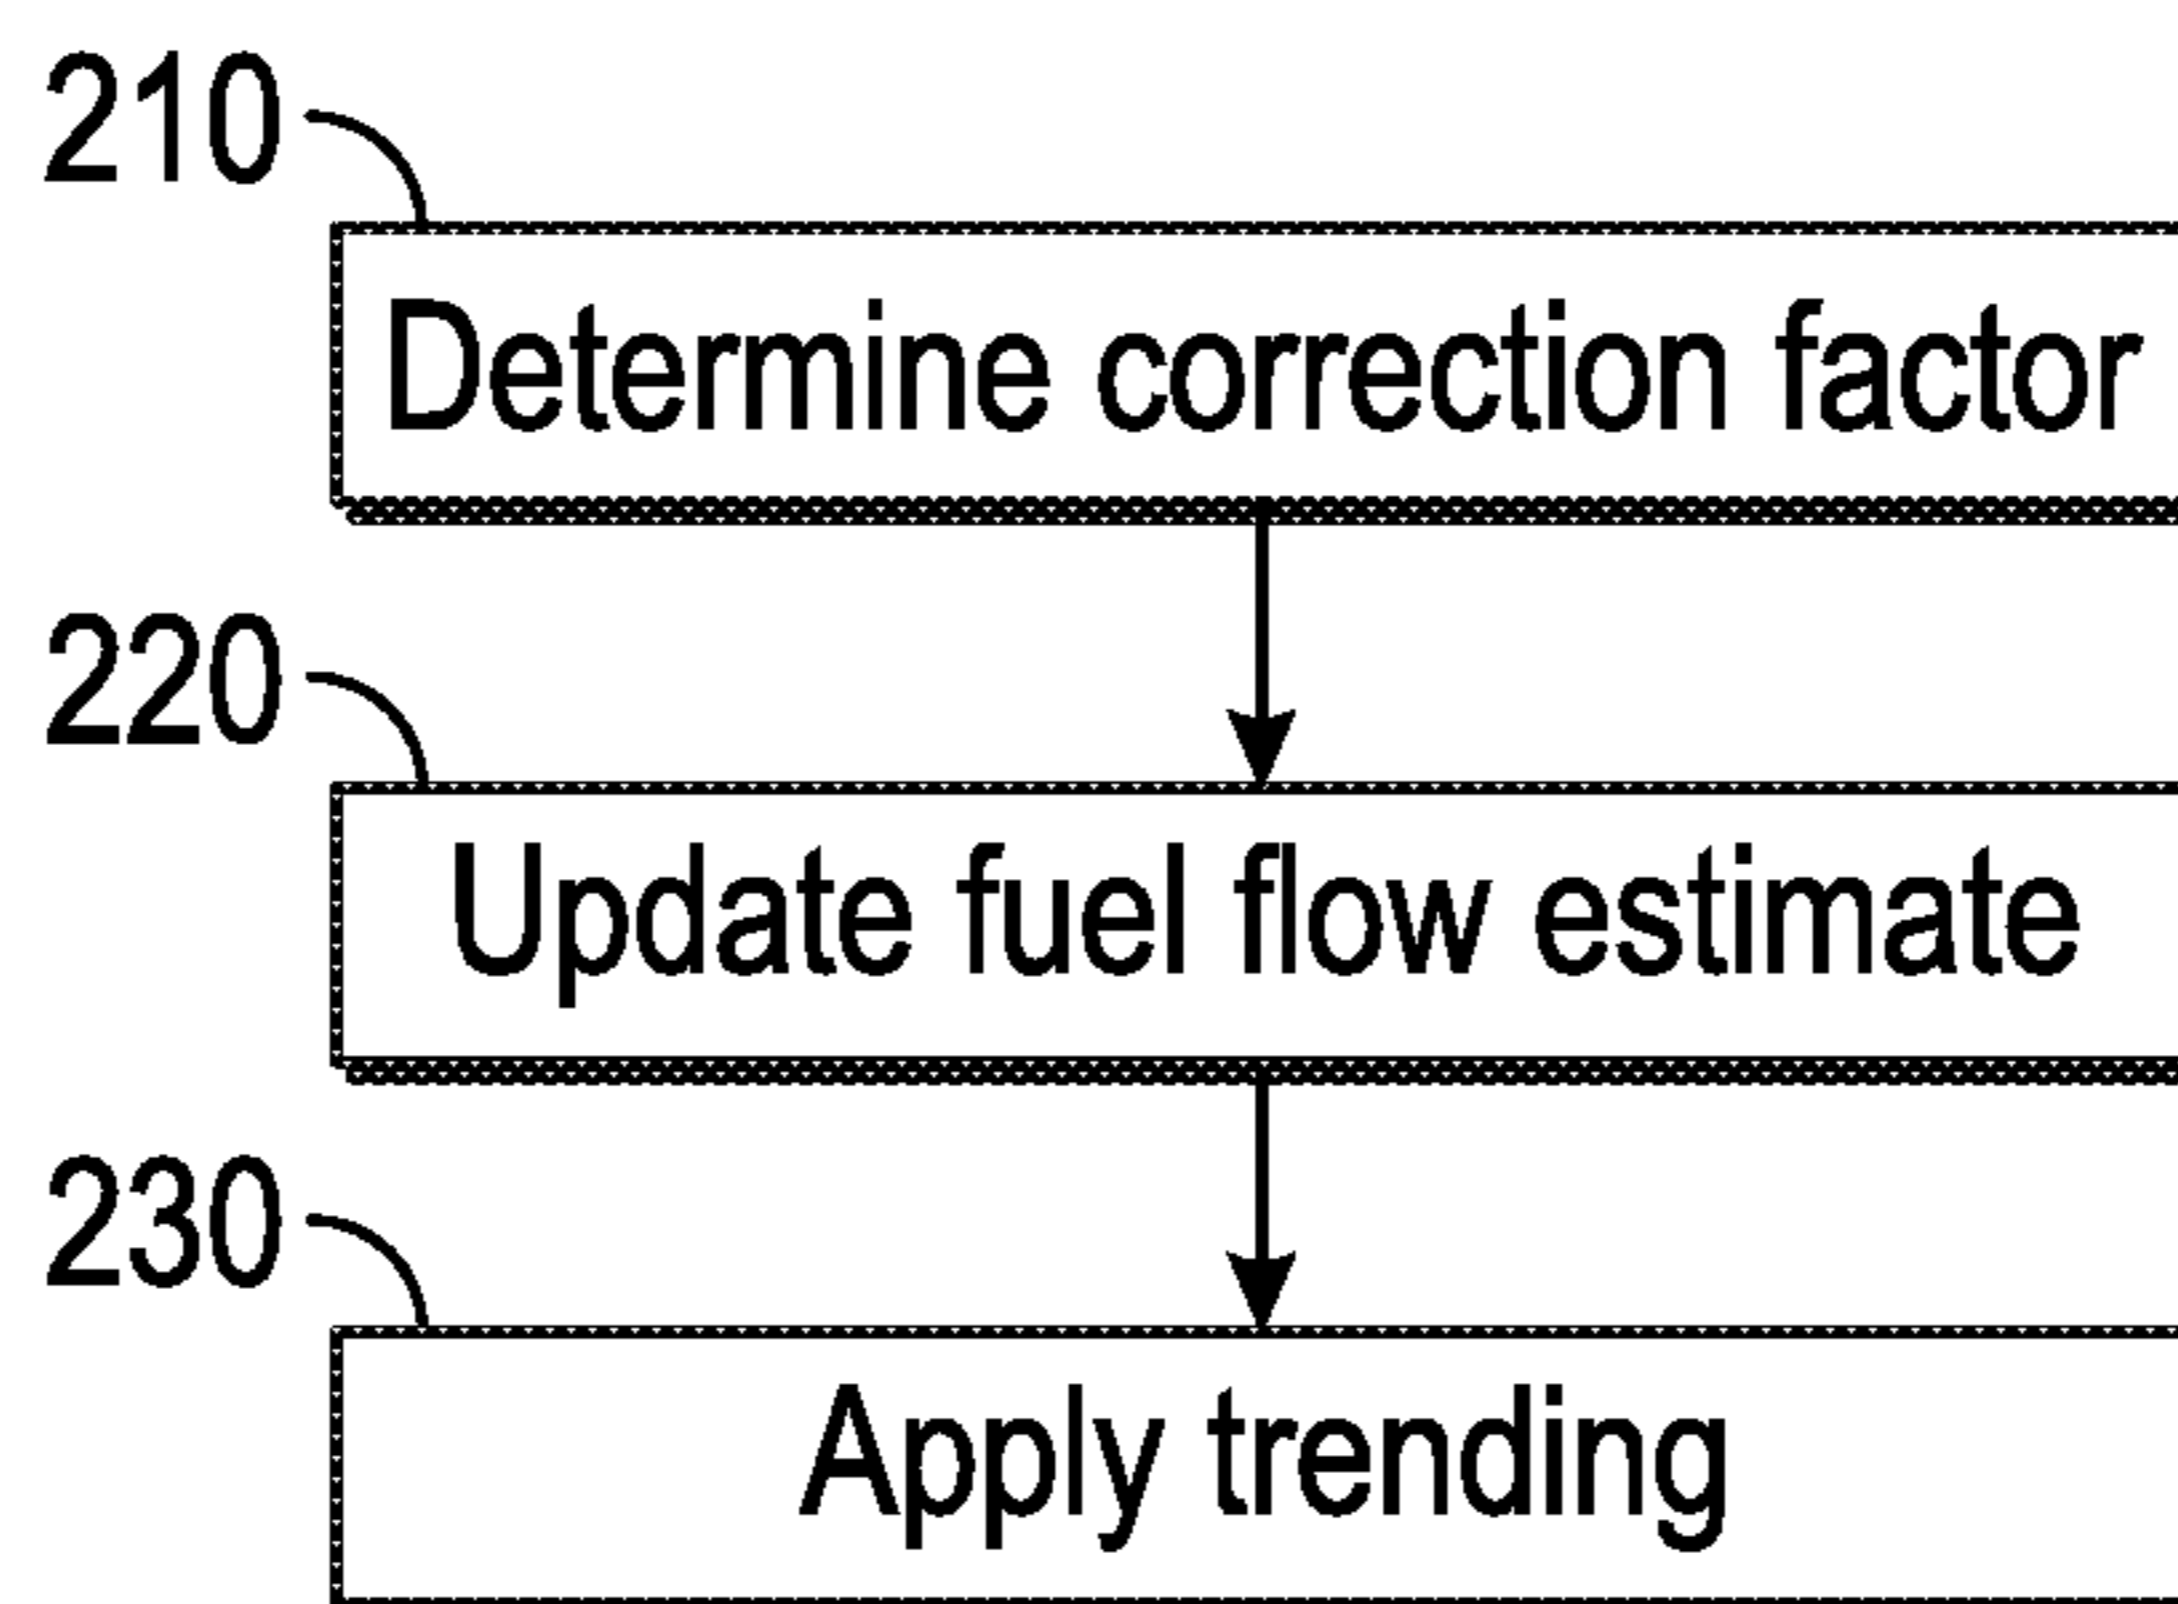 210
Determine correction factor
220
Update fuel flow estimate
230
Apply trending